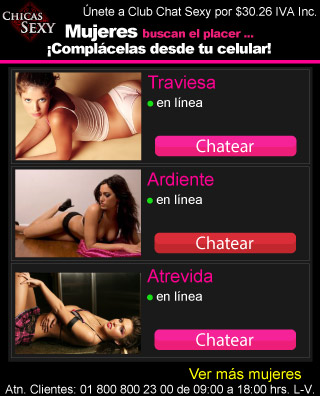 CHICAS
SEXY
Únete a Club Chat Sexy por $30.26 IVA Inc.
Mujeres buscan el placer ...
¡Complácelas desde tu celular!
Traviesa
en línea
Chatear
Ardiente
en línea
Chatear
Atrevida
en línea
Chatear
Ver más mujeres
Atn. Clientes: 01 800 800 23 00 de 09:00 a 18:00 hrs. L-V.